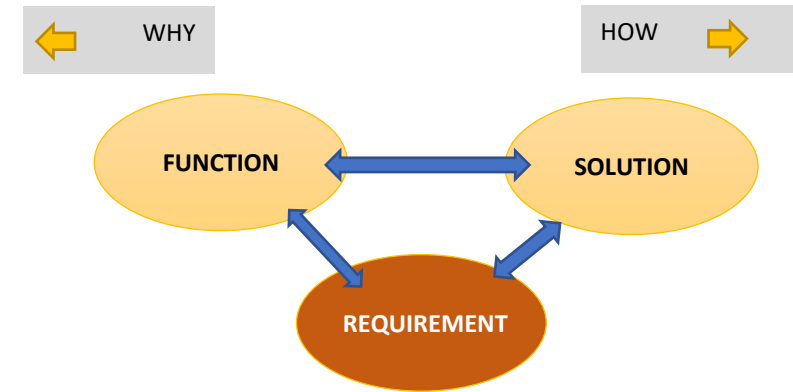 WHY
HOW
FUNCTION
SOLUTION
REQUIREMENT